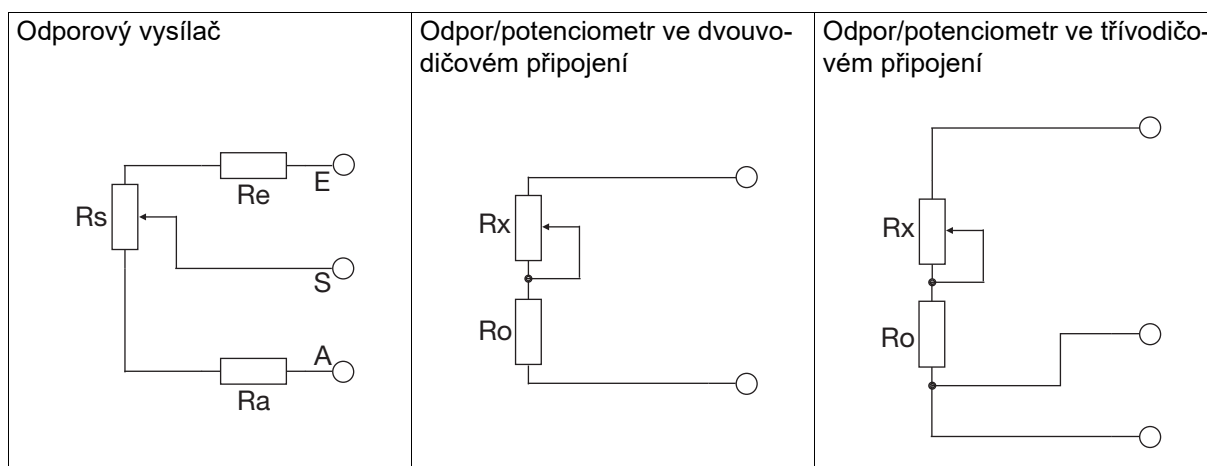 Odporový vysílač
Odpor/potenciometr ve dvouvo-
dičovém připojení
Odpor/potenciometr ve třívodičo-
vém připojení
E
Re
Rs
S
A
Ra
Rx
Ro
Rx
Ro